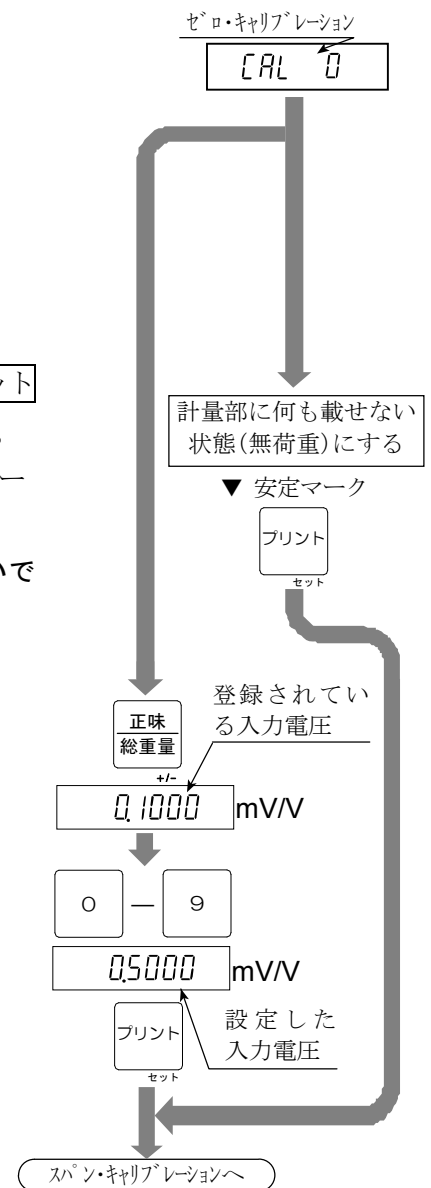 ゼロ・キャリブレーション
CAL 0
ット
ー
いで
計量部に何も載せない
状態(無荷重)にする
▼ 安定マーク
プリント
セット
登録されてい
る入力電圧
正味
総重量
+/-
0.1000 mV/V
0 — 9
0.5000 mV/V
プリント
セット
設定した
入力電圧
スパン・キャリブレーションへ